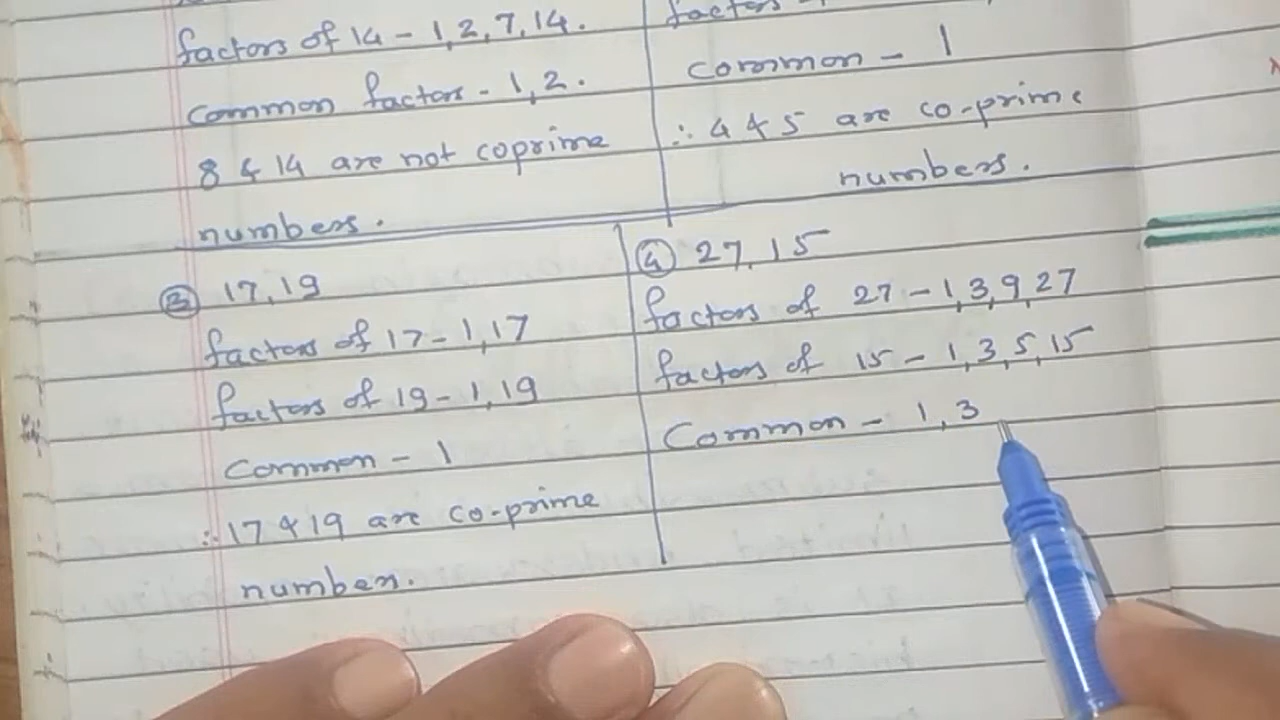 factors of 14 - 1, 2, 7, 14.
common factors - 1, 2.
8 & 14 are not coprime
numbers.
factors
common - 1
∴ 4 & 5 are co-prime
numbers.
③ 17, 19
factors of 17 - 1, 17
factors of 19 - 1, 19
Common - 1
∴ 17 & 19 are co-prime
numbers.
④ 27, 15
factors of 27 - 1, 3, 9, 27
factors of 15 - 1, 3, 5, 15
Common - 1, 3